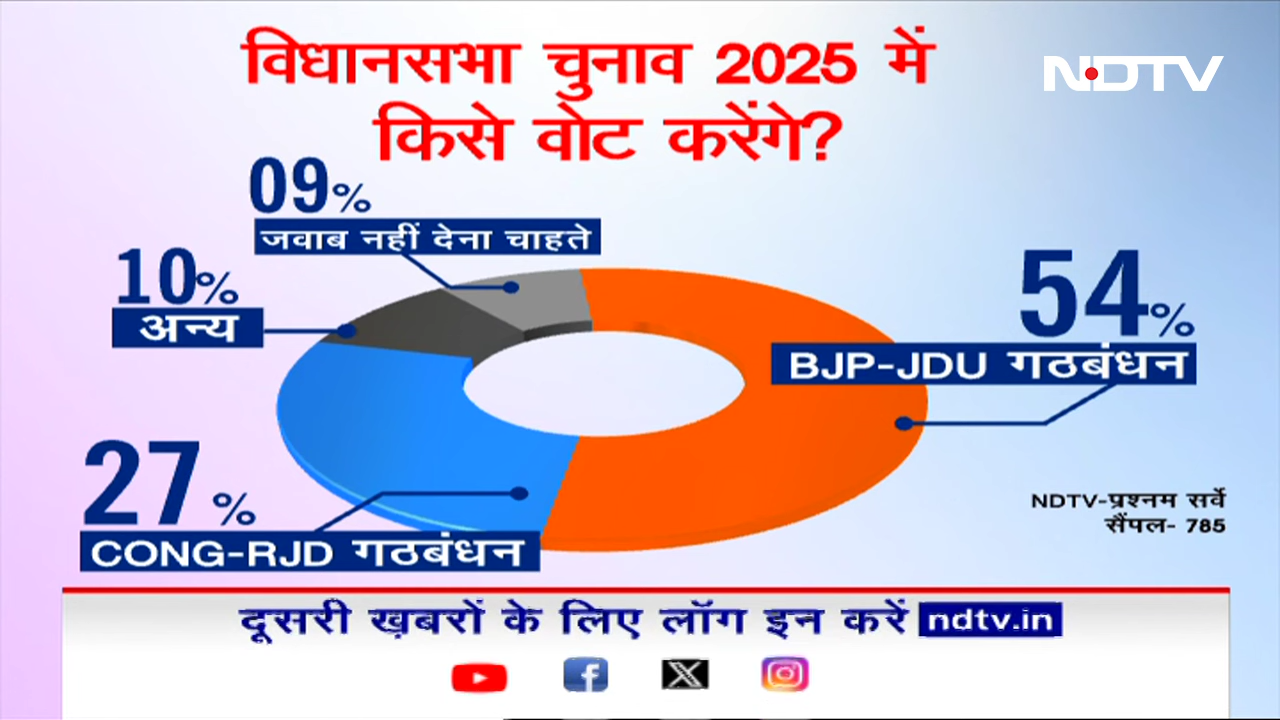 विधानसभा चुनाव 2025 में
किसे वोट करेंगे?
NDTV
09%
जवाब नहीं देना चाहते
10%
अन्य
54%
BJP-JDU गठबंधन
27%
CONG-RJD गठबंधन
NDTV-प्रश्नम सर्वे
सैंपल- 785
दूसरी ख़बरों के लिए लॉग इन करें ndtv.in